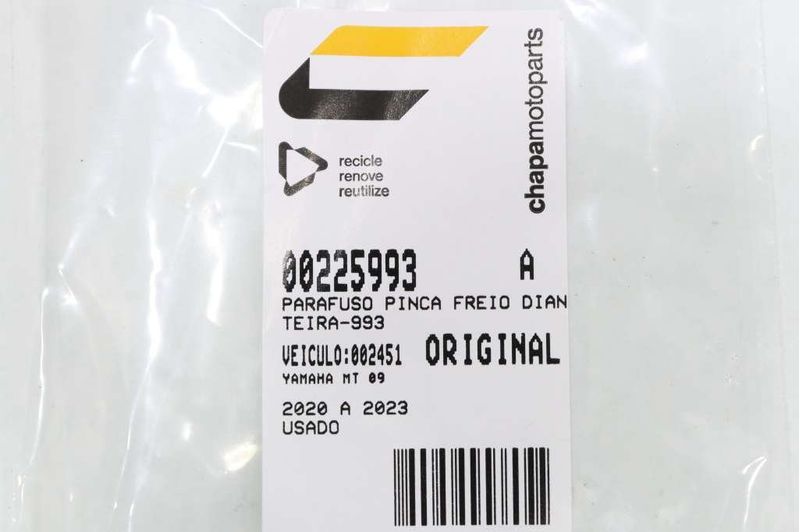 chapamotoparts
recicle
renove
reutilize
00225993 A
PARAFUSO PINCA FREIO DIAN
TEIRA-993
VEICULO:002451 ORIGINAL
YAMAHA MT 09
2020 A 2023
USADO